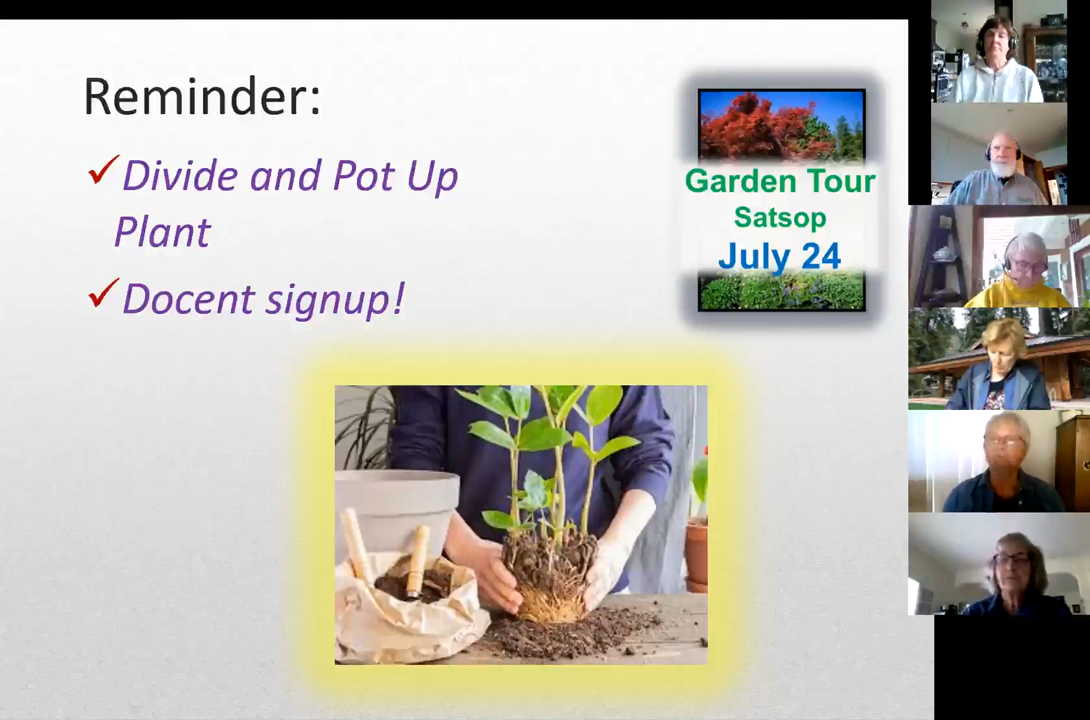 Reminder:
✓Divide and Pot Up
Plant
✓Docent signup!
Garden Tour
Satsop
July 24